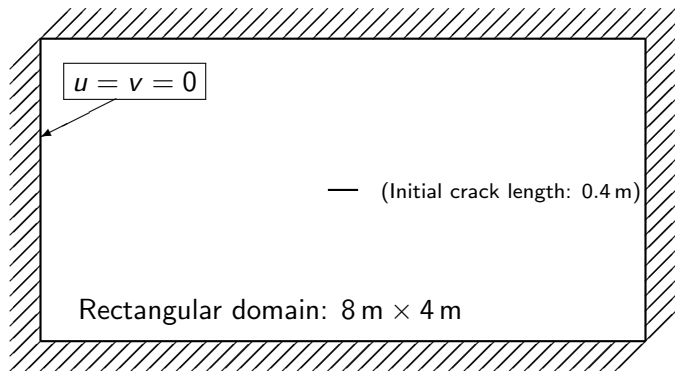 u = v = 0
(Initial crack length: 0.4 m)
Rectangular domain: 8 m × 4 m